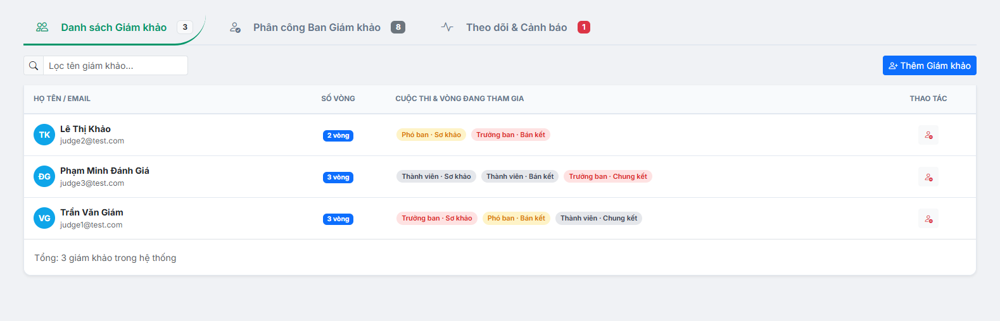 Danh sách Giám khảo 3 Phân công Ban Giám khảo 8 Theo dõi & Cảnh báo 1
Lọc tên giám khảo... Thêm Giám khảo
HỌ TÊN / EMAIL SỐ VÒNG CUỘC THI & VÒNG ĐANG THAM GIA THAO TÁC
TK Lê Thị Khảo
judge2@test.com
2 vòng Phó ban · Sơ khảo Trưởng ban · Bán kết
ĐG Phạm Minh Đánh Giá
judge3@test.com
3 vòng Thành viên · Sơ khảo Thành viên · Bán kết Trưởng ban · Chung kết
VG Trần Văn Giám
judge1@test.com
3 vòng Trưởng ban · Sơ khảo Phó ban · Bán kết Thành viên · Chung kết
Tổng: 3 giám khảo trong hệ thống